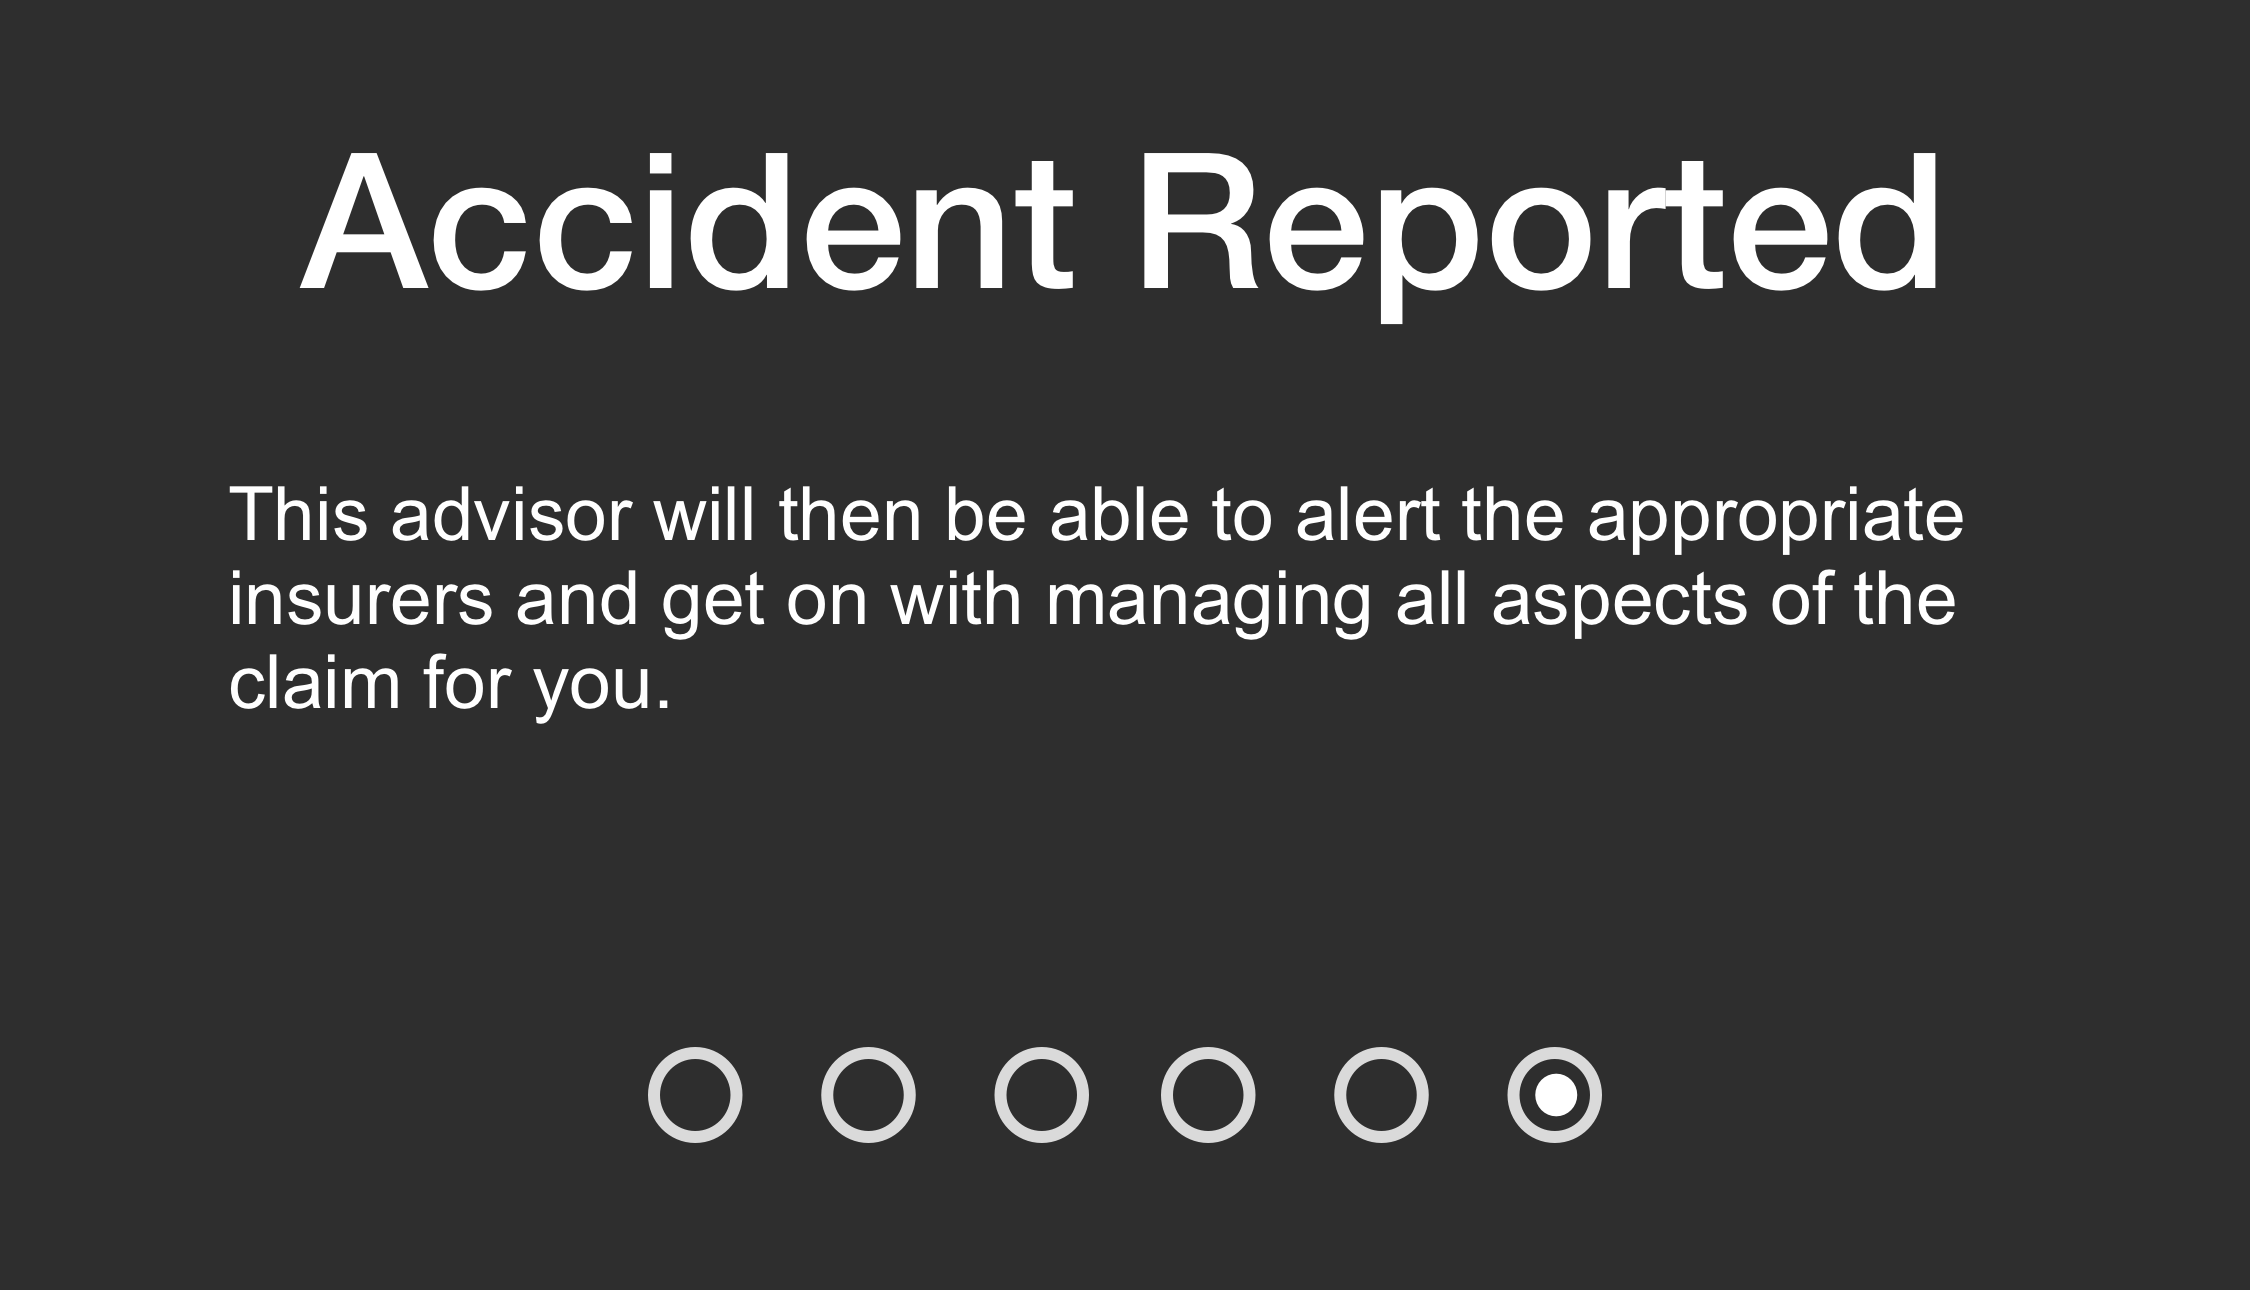 Accident Reported
This advisor will then be able to alert the appropriate
insurers and get on with managing all aspects of the
claim for you.